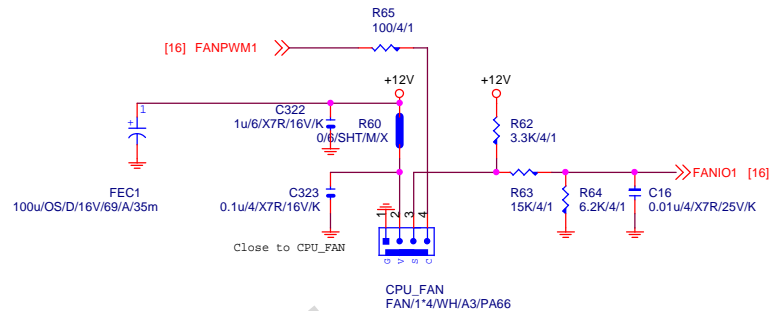 R65
100/4/1
[16] FANPWM1
+12V
+12V
C322
1u/6/X7R/16V/K
R60
0/6/SHT/M/X
R62
3.3K/4/1
1
+
FANIO1 [16]
FEC1
100u/OS/D/16V/69/A/35m
C323
0.1u/4/X7R/16V/K
R63
15K/4/1
R64
6.2K/4/1
C16
0.01u/4/X7R/25V/K
Close to CPU_FAN
1
2
3
4
G
V
S
C
CPU_FAN
FAN/1*4/WH/A3/PA66